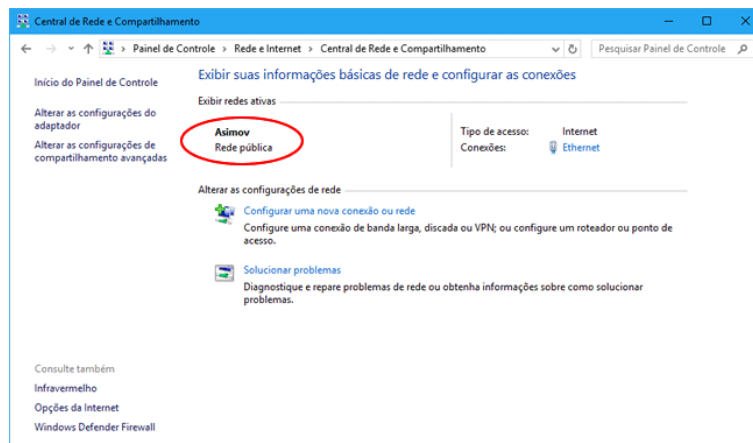 Central de Rede e Compartilhamento
Painel de Controle > Rede e Internet > Central de Rede e Compartilhamento
Pesquisar Painel de Controle
Início do Painel de Controle
Alterar as configurações do
adaptador
Alterar as configurações de
compartilhamento avançadas
Exibir suas informações básicas de rede e configurar as conexões
Exibir redes ativas
Asimov
Rede pública
Tipo de acesso: Internet
Conexões: Ethernet
Alterar as configurações de rede
Configurar uma nova conexão ou rede
Configure uma conexão de banda larga, discada ou VPN; ou configure um roteador ou ponto de
acesso.
Solucionar problemas
Diagnostique e repare problemas de rede ou obtenha informações sobre como solucionar
problemas.
Consulte também
Infravermelho
Opções da Internet
Windows Defender Firewall